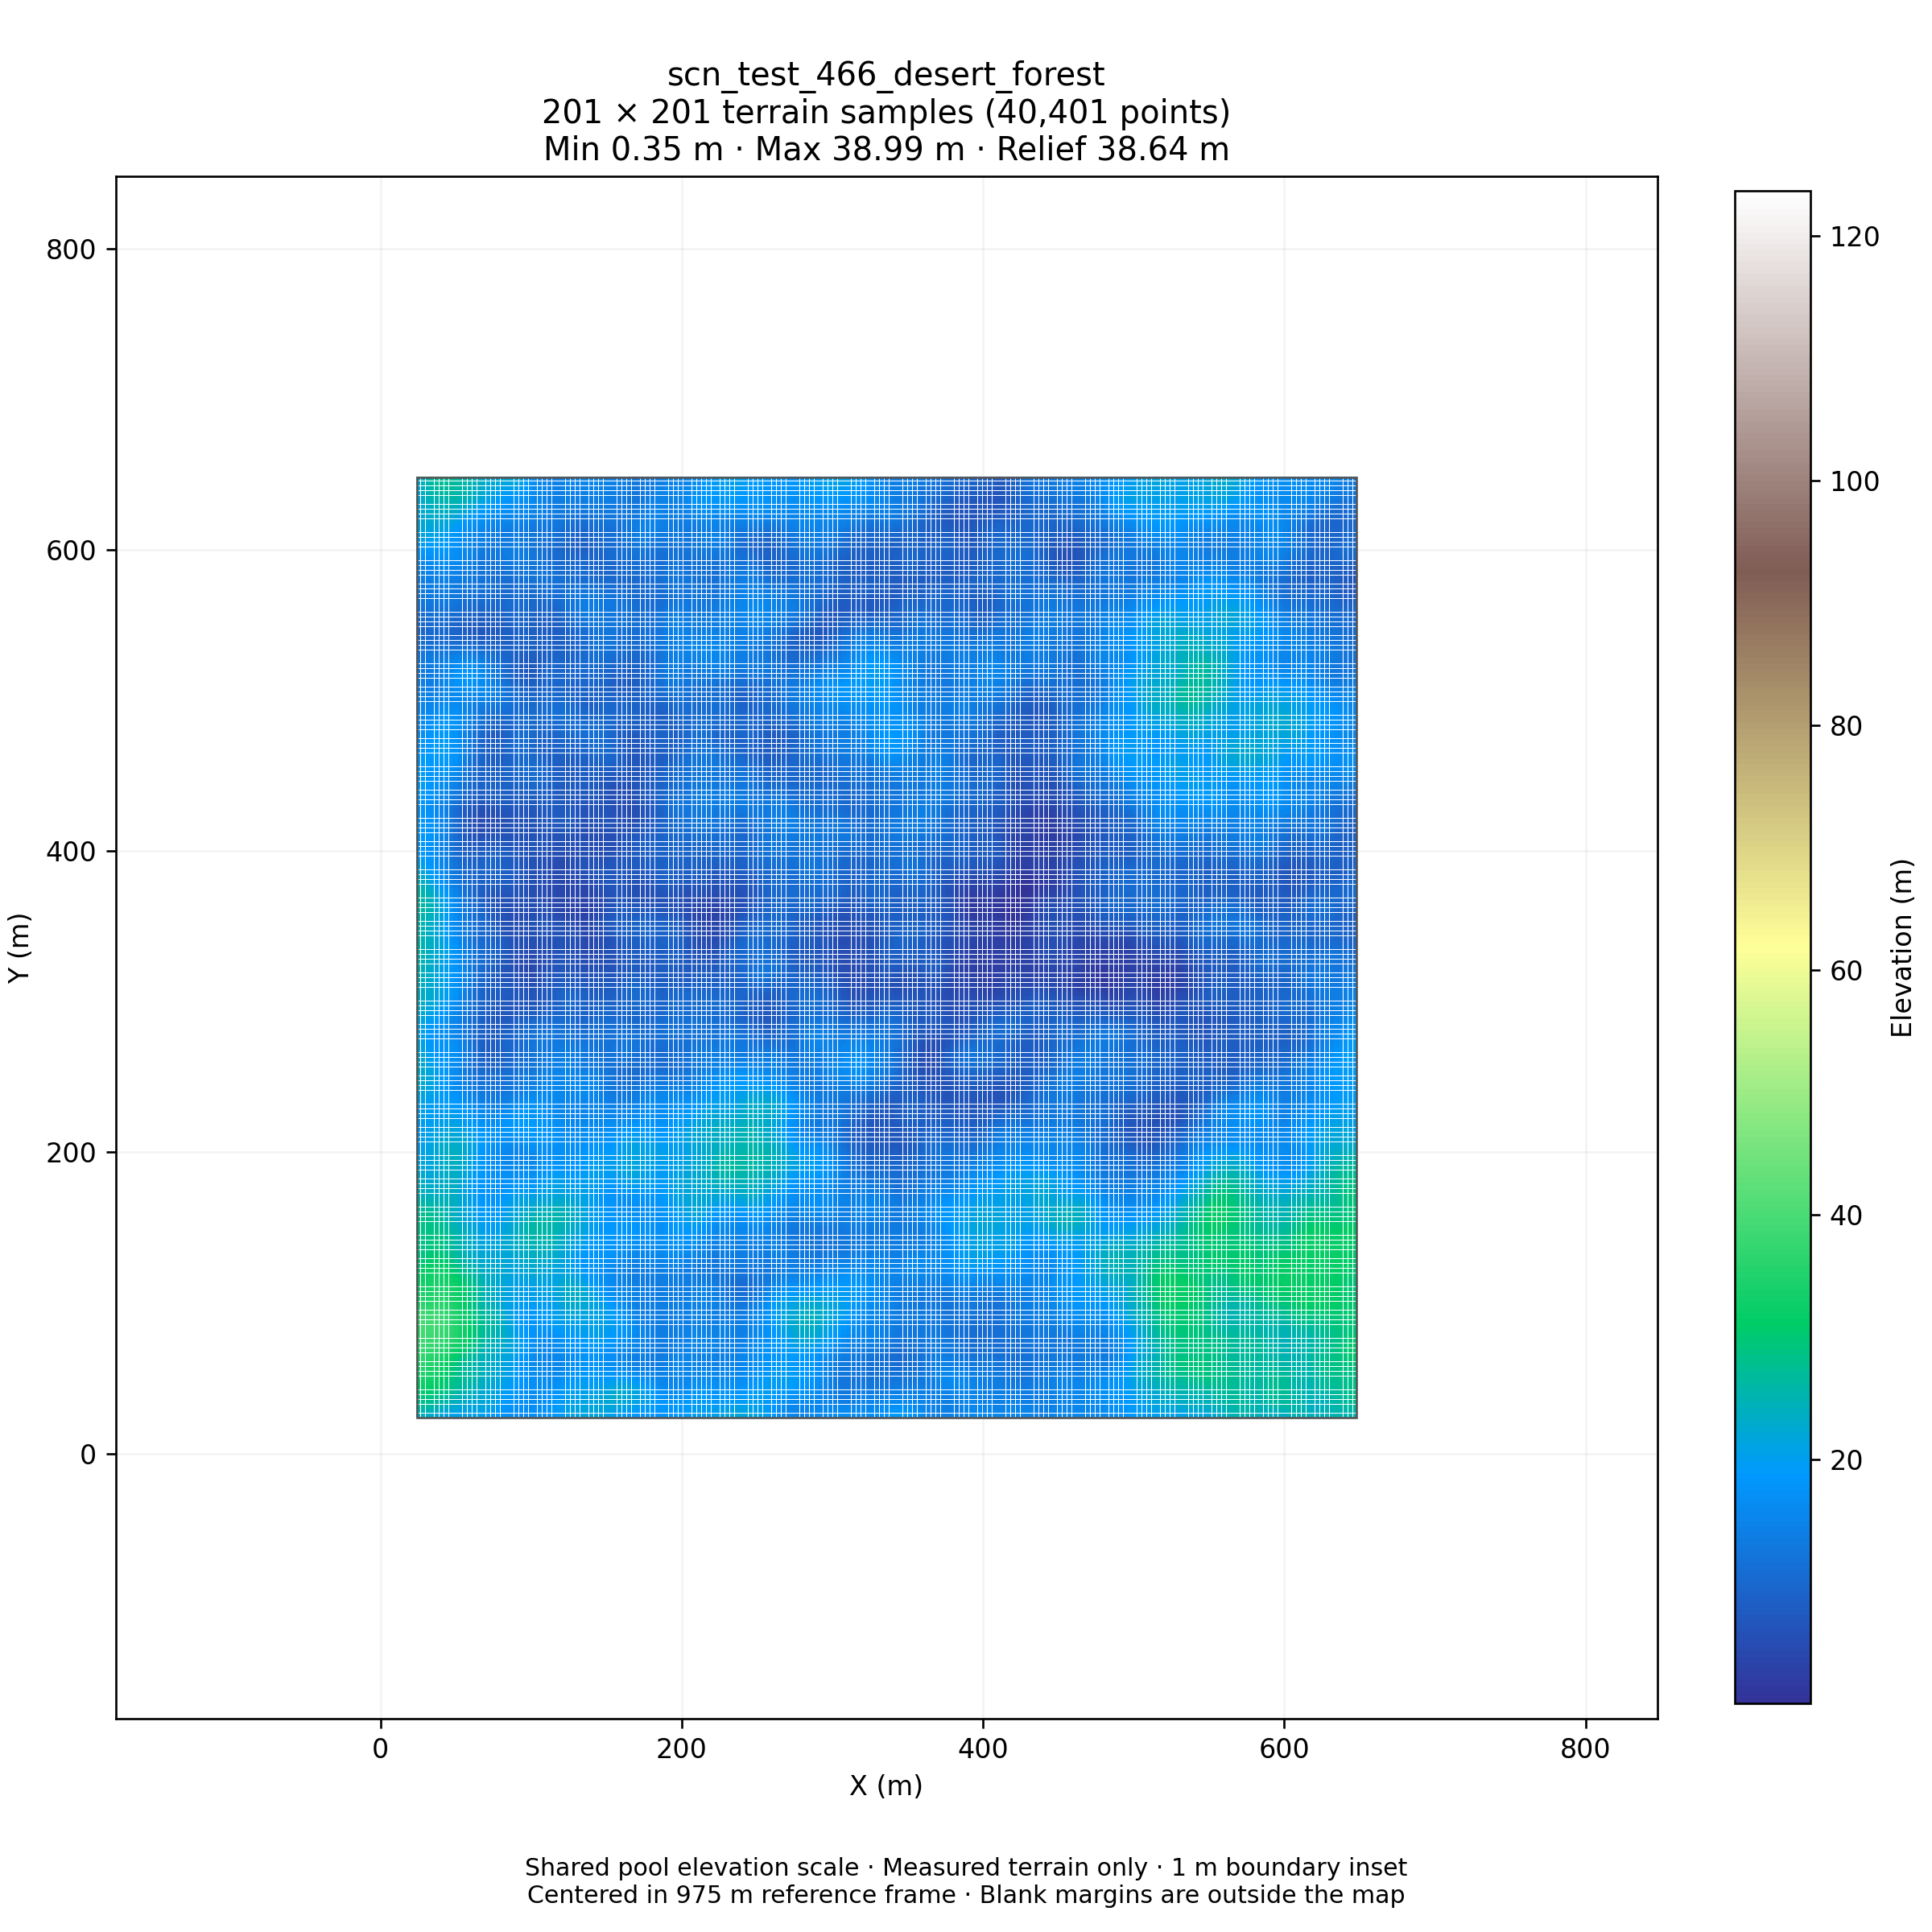 scn_test_466_desert_forest
201 × 201 terrain samples (40,401 points)
Min 0.35 m · Max 38.99 m · Relief 38.64 m
800
600
400
200
0
Y (m)
0
200
400
600
800
X (m)
120
100
80
60
40
20
Elevation (m)
Shared pool elevation scale · Measured terrain only · 1 m boundary inset
Centered in 975 m reference frame · Blank margins are outside the map